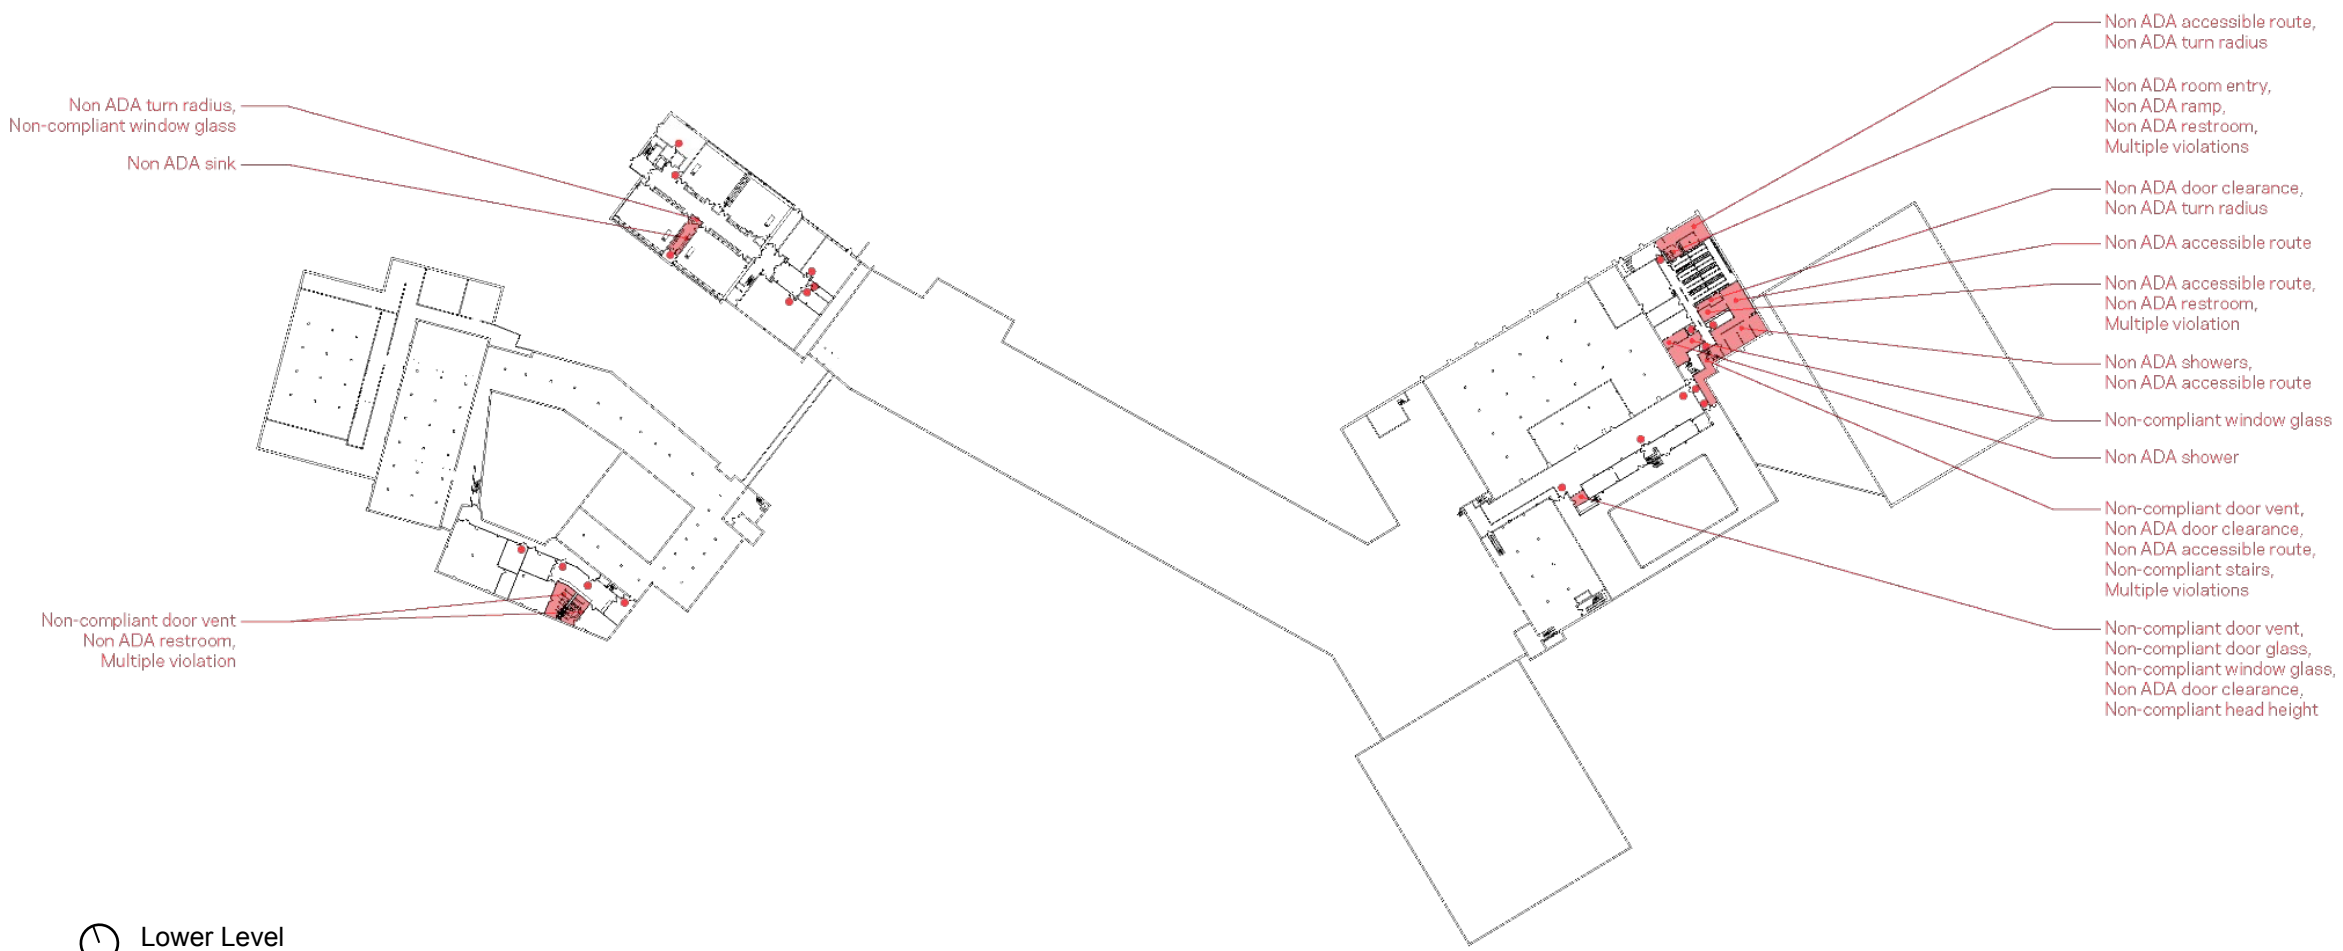 Non ADA turn radius,
Non-compliant window glass
Non ADA sink
Non-compliant door vent
Non ADA restroom,
Multiple violation
Non ADA accessible route,
Non ADA turn radius
Non ADA room entry,
Non ADA ramp,
Non ADA restroom,
Multiple violations
Non ADA door clearance,
Non ADA turn radius
Non ADA accessible route
Non ADA accessible route,
Non ADA restroom,
Multiple violation
Non ADA showers,
Non ADA accessible route
Non-compliant window glass
Non ADA shower
Non-compliant door vent,
Non ADA door clearance,
Non ADA accessible route,
Non-compliant stairs,
Multiple violations
Non-compliant door vent,
Non-compliant door glass,
Non-compliant window glass,
Non ADA door clearance,
Non-compliant head height
Lower Level